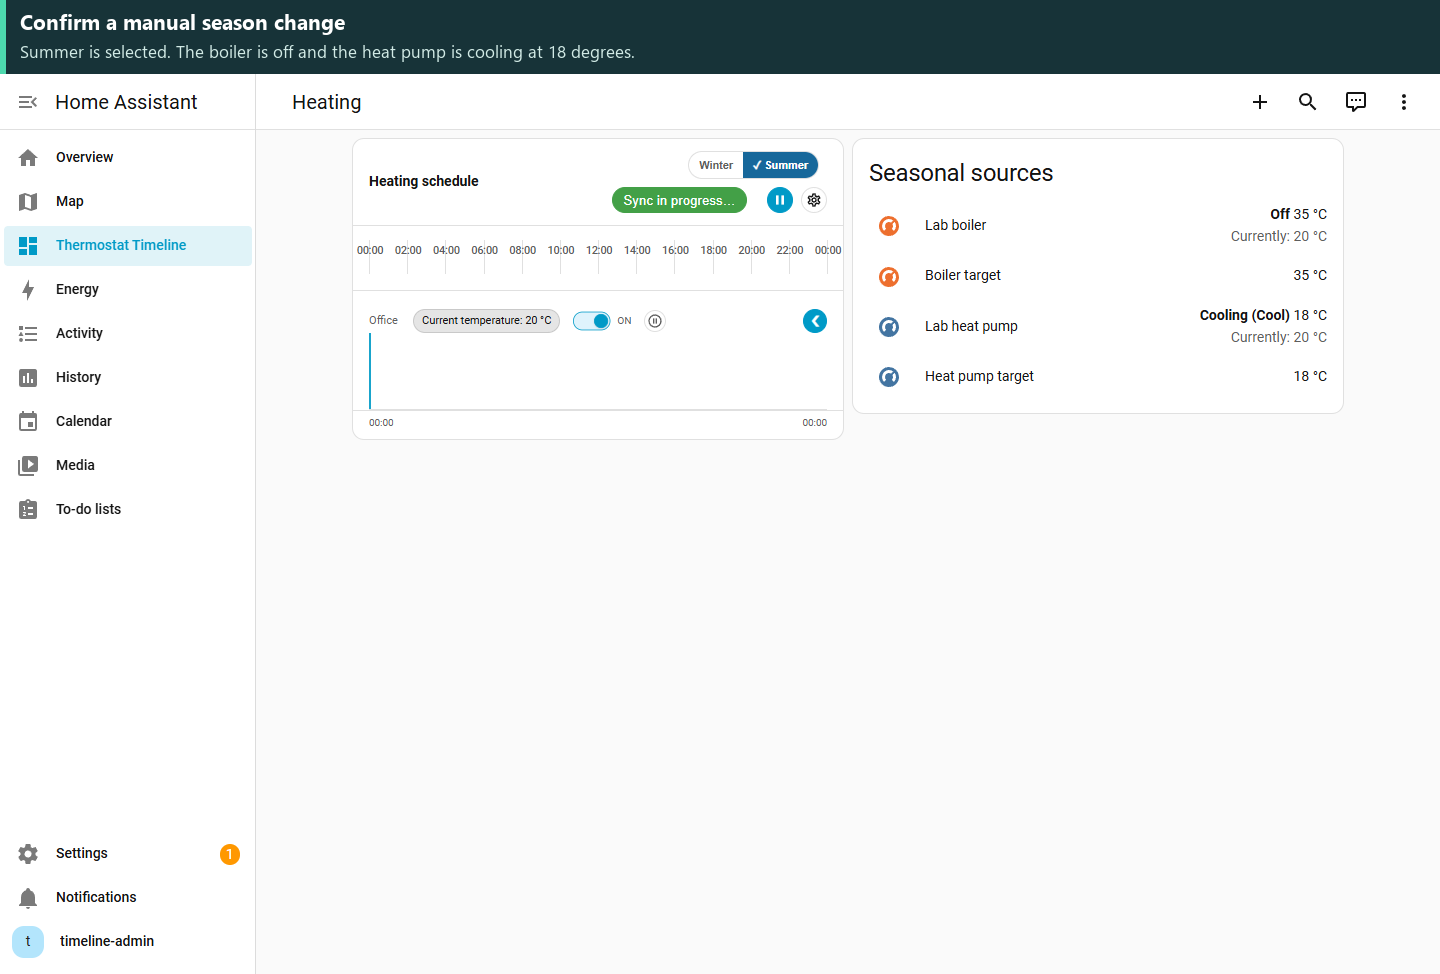 Confirm a manual season change
Summer is selected. The boiler is off and the heat pump is cooling at 18 degrees.
Home Assistant
Heating
Overview
Map
Thermostat Timeline
Energy
Activity
History
Calendar
Media
To-do lists
Settings
1
Notifications
t
timeline-admin
Heating schedule
Winter
✓ Summer
Sync in progress...
00:00 02:00 04:00 06:00 08:00 10:00 12:00 14:00 16:00 18:00 20:00 22:00 00:00
Office
Current temperature: 20 °C
ON
00:00 00:00
Seasonal sources
Lab boiler
Off 35 °C
Currently: 20 °C
Boiler target
35 °C
Lab heat pump
Cooling (Cool) 18 °C
Currently: 20 °C
Heat pump target
18 °C